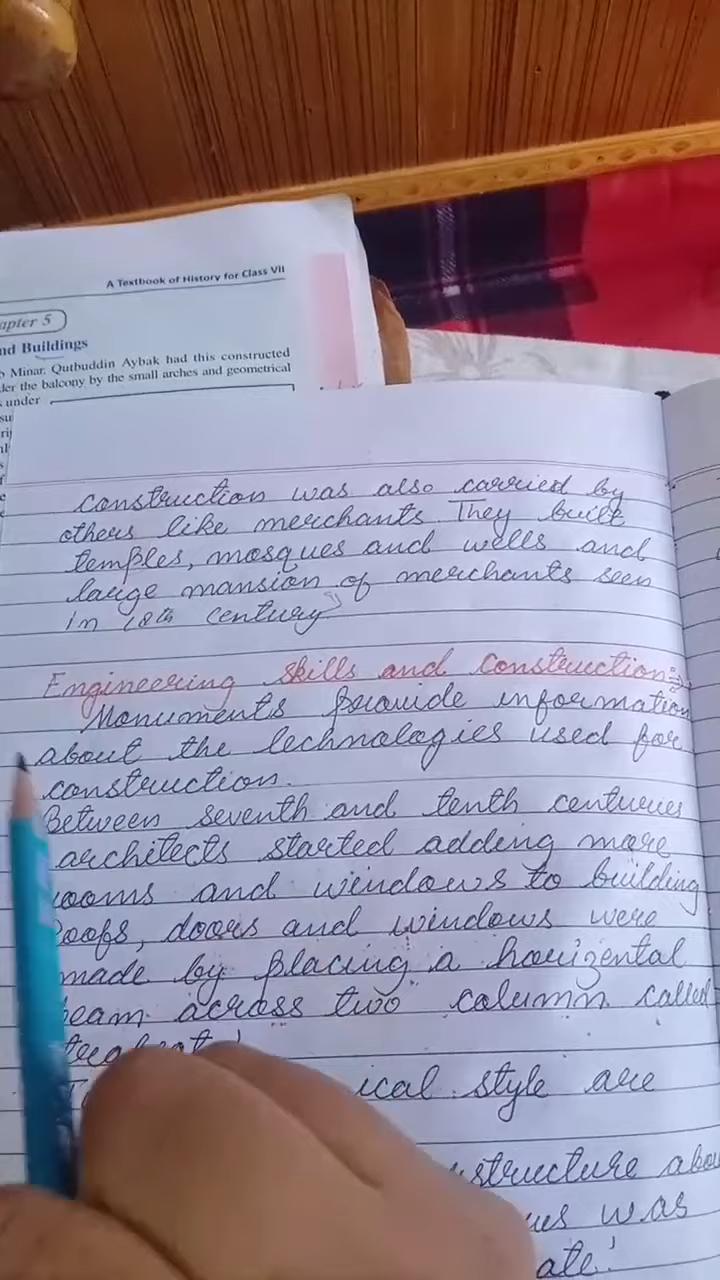 A Textbook of History for Class VII
apter 5
nd Buildings
Minar. Qutbuddin Aybak had this constructed
der the balcony by the small arches and geometrical
under
construction was also carried by
others like merchants. They built
temples, mosques and wells and
large mansion of merchants seen
in 18th century
Engineering skills and construction
Monuments provide information
about the technologies used for
construction.
Between seventh and tenth centuries
architects started adding more
rooms and windows to building
Roofs, doors and windows were
made by placing a horizental
beam across two column called
ical style are
structure abo
was
ate'